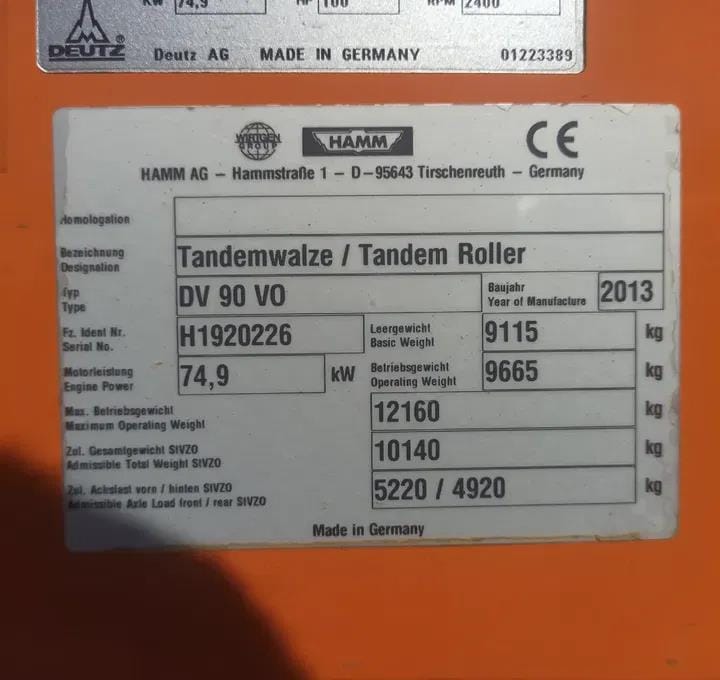 kW 74,9 HP 100 RPM 2400
DEUTZ®
Deutz AG MADE IN GERMANY 01223389
WIRTGEN GROUP HAMM CE
HAMM AG – Hammstraße 1 – D–95643 Tirschenreuth – Germany
Homologation
Bezeichnung
Designation
Tandemwalze / Tandem Roller
Typ
Type
DV 90 VO
Baujahr
Year of Manufacture
2013
Fz. Ident Nr.
Serial No.
H1920226
Leergewicht
Basic Weight
9115 kg
Motorleistung
Engine Power
74,9 kW
Betriebsgewicht
Operating Weight
9665 kg
Max. Betriebsgewicht
Maximum Operating Weight
12160 kg
Zul. Gesamtgewicht StVZO
Admissible Total Weight StVZO
10140 kg
Zul. Achslast vorn / hinten StVZO
Admissible Axle Load front / rear StVZO
5220 / 4920 kg
Made in Germany